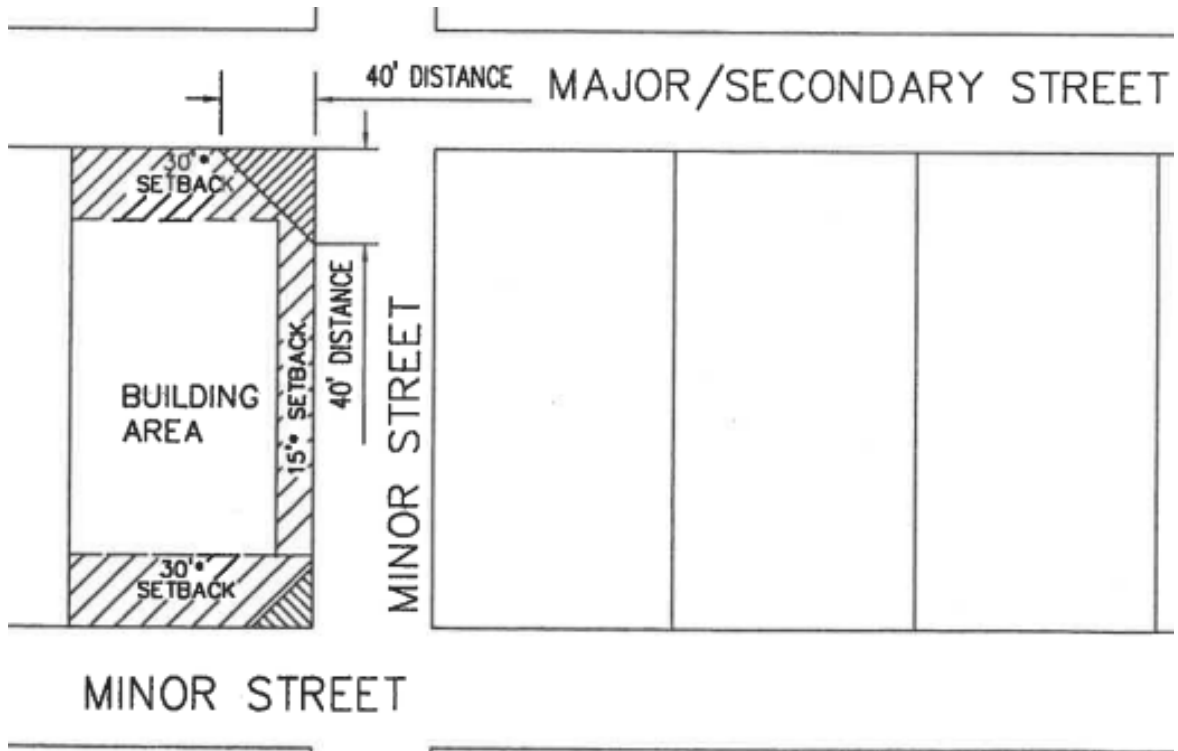 40' DISTANCE
MAJOR/SECONDARY STREET
30'•
SETBACK
40' DISTANCE
15'• SETBACK
MINOR STREET
BUILDING
AREA
30'•
SETBACK
MINOR STREET